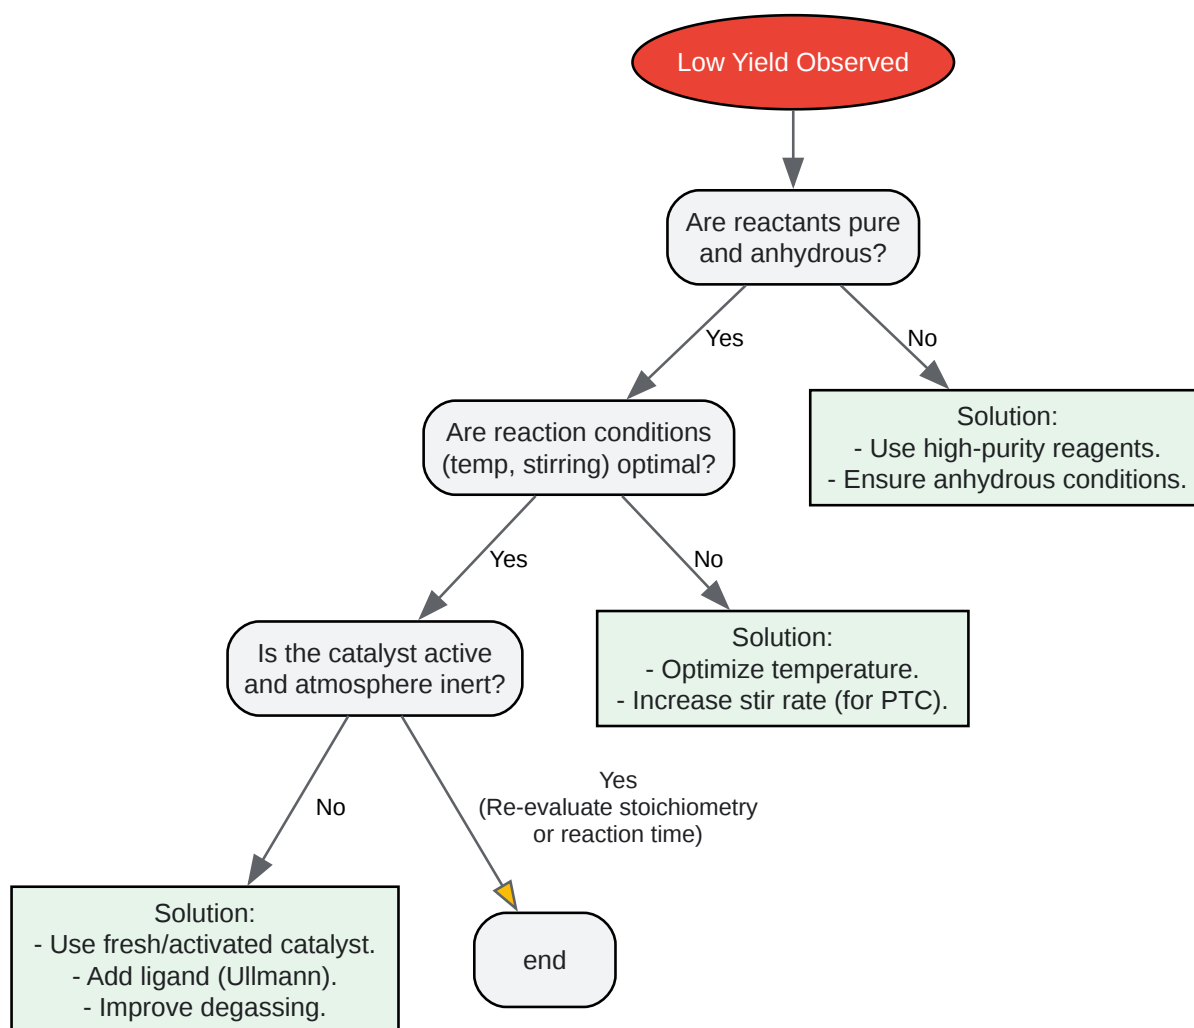 Low Yield Observed
Are reactants pure
and anhydrous?
Yes
No
Are reaction conditions
(temp, stirring) optimal?
Solution:
- Use high-purity reagents.
- Ensure anhydrous conditions.
Yes
No
Is the catalyst active
and atmosphere inert?
Solution:
- Optimize temperature.
- Increase stir rate (for PTC).
No
Yes
(Re-evaluate stoichiometry
or reaction time)
Solution:
- Use fresh/activated catalyst.
- Add ligand (Ullmann).
- Improve degassing.
end